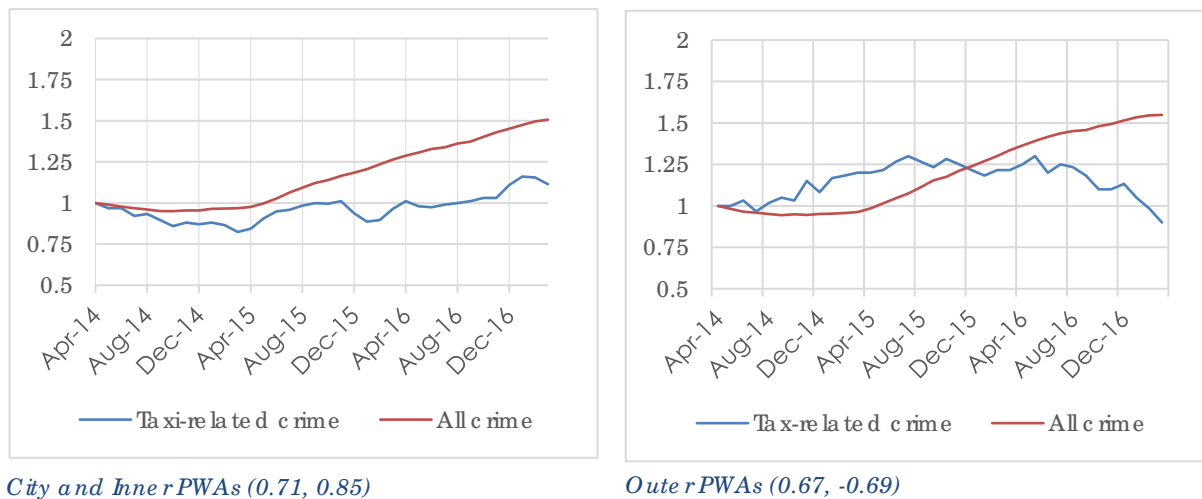 2
1.75
1.5
1.25
1
0.75
0.5
Apr-14
Aug-14
Dec-14
Apr-15
Aug-15
Dec-15
Apr-16
Aug-16
Dec-16
Taxi-related crime
All crime
City and Inner PWAs (0.71, 0.85)
2
1.75
1.5
1.25
1
0.75
0.5
Apr-14
Aug-14
Dec-14
Apr-15
Aug-15
Dec-15
Apr-16
Aug-16
Dec-16
Tax-related crime
All crime
Outer PWAs (0.67, -0.69)